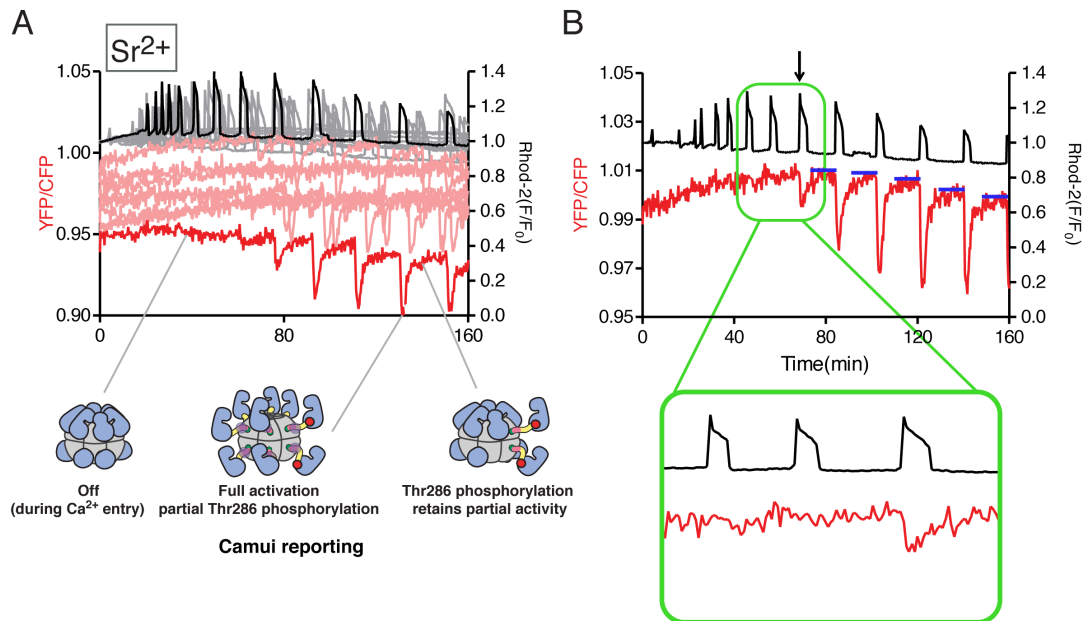 A
Sr2+
1.05
1.00
0.95
0.90
YFP/CFP
1.4
1.2
1.0
0.8
0.6
0.4
0.2
0.0
Rhod-2(F/F0)
0
80
160
Off
(during Ca2+ entry)
Full activation
partial Thr286 phosphorylation
Thr286 phosphorylation
retains partial activity
Camui reporting
B
1.05
1.03
1.01
0.99
0.97
0.95
YFP/CFP
1.4
1.2
1.0
0.8
0.6
0.4
0.2
0.0
Rhod-2(F/F0)
0
40
80
120
160
Time(min)